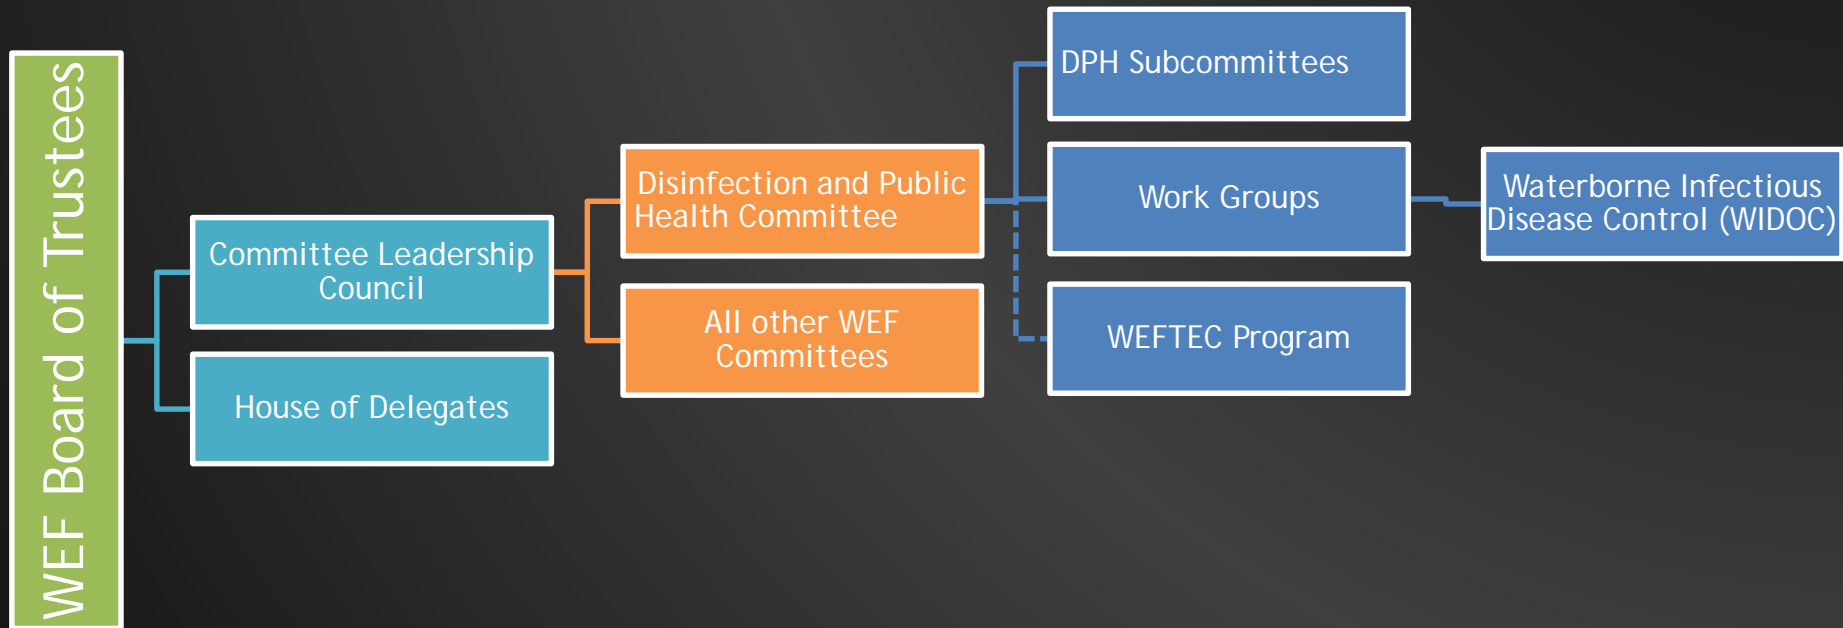 WEF Board of Trustees
Committee Leadership
Council
House of Delegates
Disinfection and Public
Health Committee
All other WEF
Committees
DPH Subcommittees
Work Groups
WEFTEC Program
Waterborne Infectious
Disease Control (WIDOC)